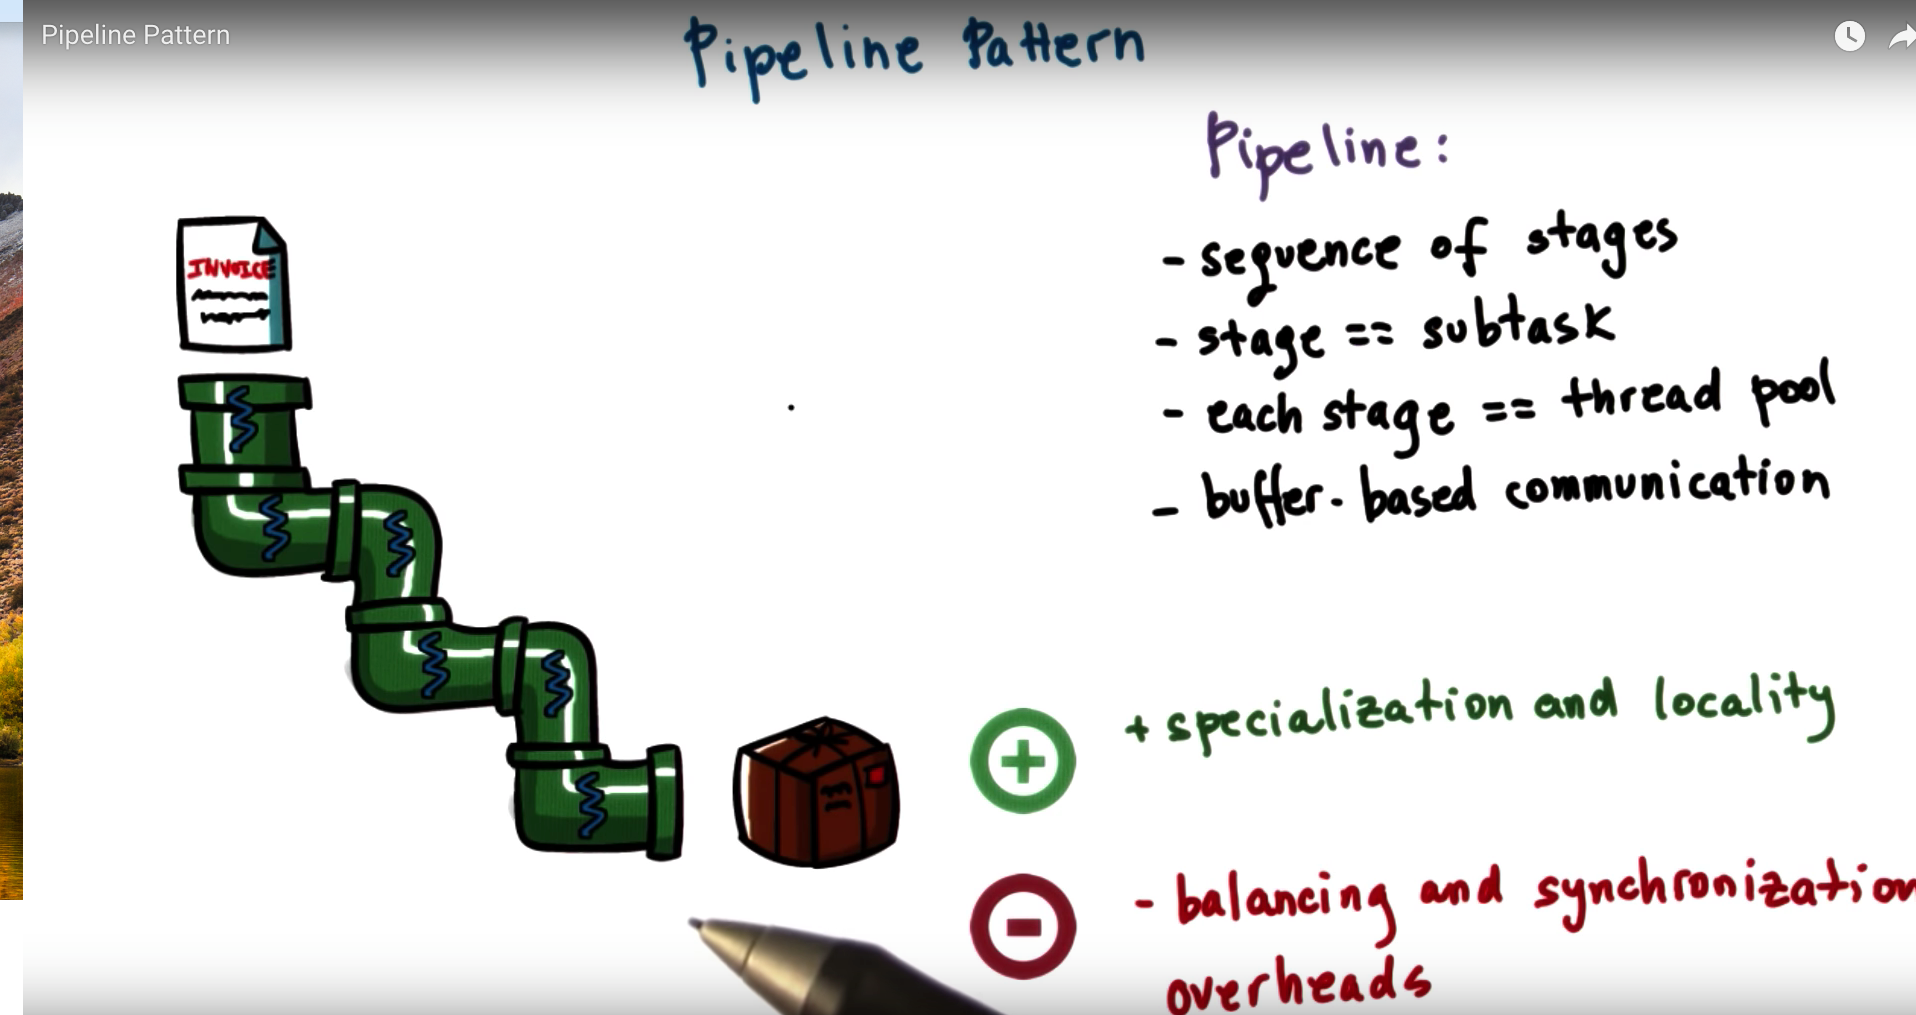 Pipeline Pattern
Pipeline Pattern
Pipeline:
- sequence of stages
- stage == subtask
- each stage == thread pool
- buffer-based communication
INVOICE
+ specialization and locality
- balancing and synchronization
overheads